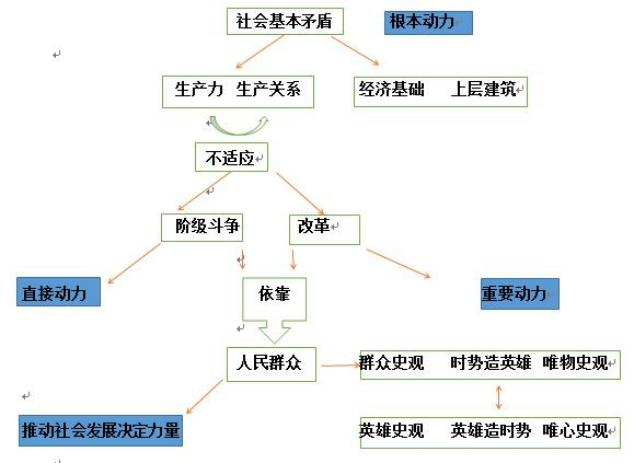 社会基本矛盾 根本动力
生产力 生产关系 经济基础 上层建筑
不适应
阶级斗争 改革
直接动力 依靠 重要动力
人民群众 群众史观 时势造英雄 唯物史观
推动社会发展决定力量 英雄史观 英雄造时势 唯心史观